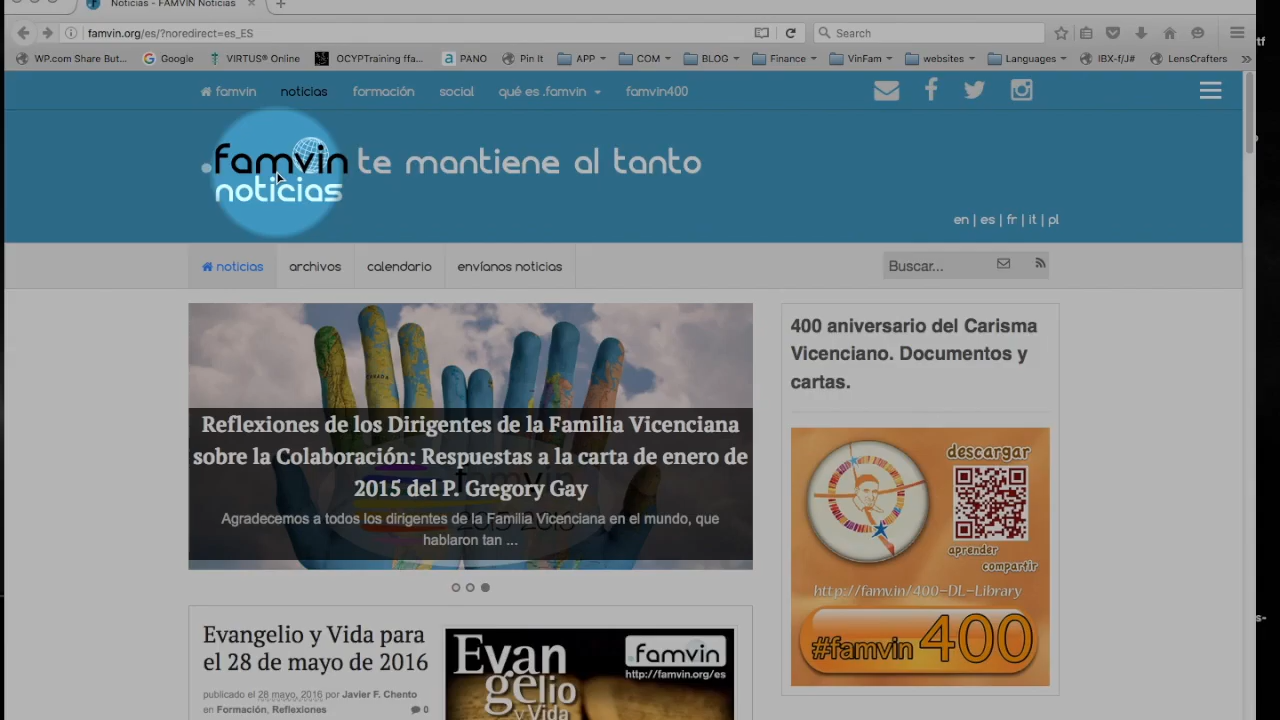 Noticias - FAMVIN Noticias
famvin.org/es/?noredirect=es_ES
Search
WP.com Share But...
Google
VIRTUS® Online
OCYPTraining ffa...
PANO
Pin It
APP
COM
BLOG
Finance
VinFam
websites
Languages
IBX-f/J#
LensCrafters
famvin
noticias
formación
social
qué es .famvin
famvin400
.famvin te mantiene al tanto
noticias
en | es | fr | it | pl
noticias
archivos
calendario
envíanos noticias
Buscar...
Reflexiones de los Dirigentes de la Familia Vicenciana
sobre la Colaboración: Respuestas a la carta de enero de
2015 del P. Gregory Gay
Agradecemos a todos los dirigentes de la Familia Vicenciana en el mundo, que
hablaron tan ...
400 aniversario del Carisma
Vicenciano. Documentos y
cartas.
descargar
aprender
compartir
http://famv.in/400-DL-Library
#famvin 400
Evangelio y Vida para
el 28 de mayo de 2016
publicado el 28 mayo, 2016 por Javier F. Chento
en Formación, Reflexiones
0
Evan
gelio
y Vida
.famvin
http://famvin.org/es